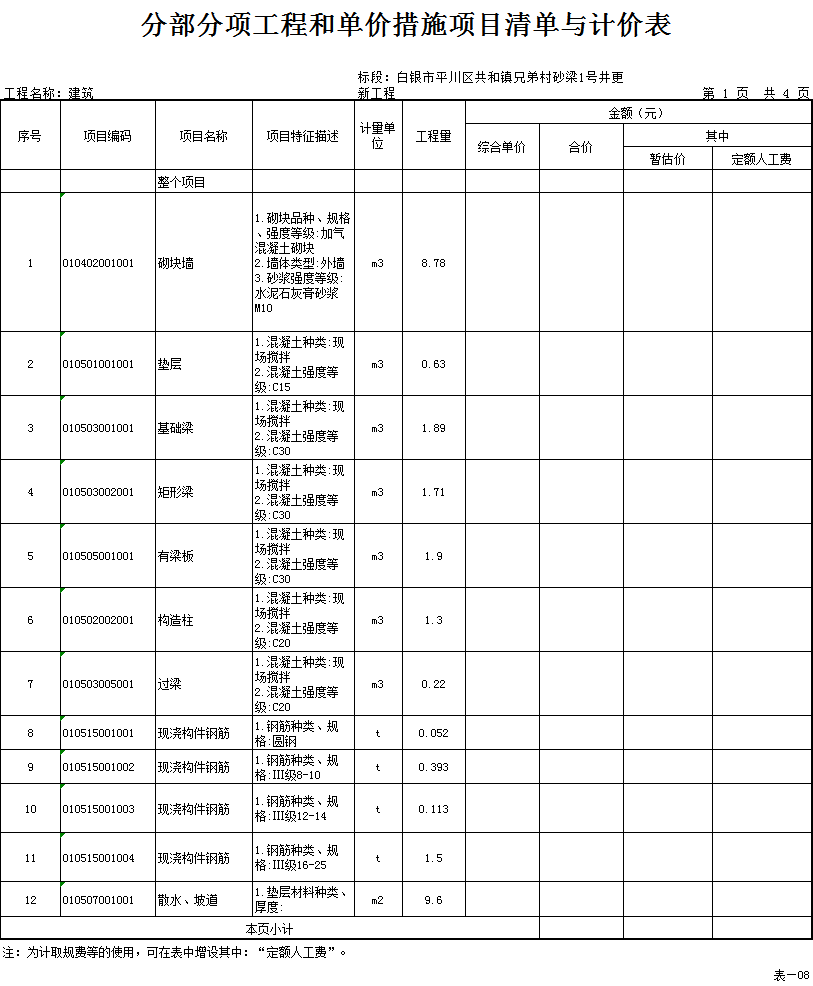 分部分项工程和单价措施项目清单与计价表
标段：白银市平川区共和镇兄弟村砂梁1号井更
工程名称：建筑
新工程
第 1 页 共 4 页
序号
项目编码
项目名称
项目特征描述
计量单
位
工程量
金额（元）
综合单价
合价
其中
暂估价
定额人工费
整个项目
1
010402001001
砌块墙
1.砌块品种、规格
、强度等级:加气
混凝土砌块
2.墙体类型:外墙
3.砂浆强度等级:
水泥石灰膏砂浆
M10
m3
8.78
2
010501001001
垫层
1.混凝土种类:现
场搅拌
2.混凝土强度等
级:C15
m3
0.63
3
010503001001
基础梁
1.混凝土种类:现
场搅拌
2.混凝土强度等
级:C30
m3
1.89
4
010503002001
矩形梁
1.混凝土种类:现
场搅拌
2.混凝土强度等
级:C30
m3
1.71
5
010505001001
有梁板
1.混凝土种类:现
场搅拌
2.混凝土强度等
级:C30
m3
1.9
6
010502002001
构造柱
1.混凝土种类:现
场搅拌
2.混凝土强度等
级:C20
m3
1.3
7
010503005001
过梁
1.混凝土种类:现
场搅拌
2.混凝土强度等
级:C20
m3
0.22
8
010515001001
现浇构件钢筋
1.钢筋种类、规
格:圆钢
t
0.052
9
010515001002
现浇构件钢筋
1.钢筋种类、规
格:III级8-10
t
0.393
10
010515001003
现浇构件钢筋
1.钢筋种类、规
格:III级12-14
t
0.113
11
010515001004
现浇构件钢筋
1.钢筋种类、规
格:III级16-25
t
1.5
12
010507001001
散水、坡道
1.垫层材料种类、
厚度:
m2
9.6
本页小计
注：为计取规费等的使用，可在表中增设其中：“定额人工费”。
表—08